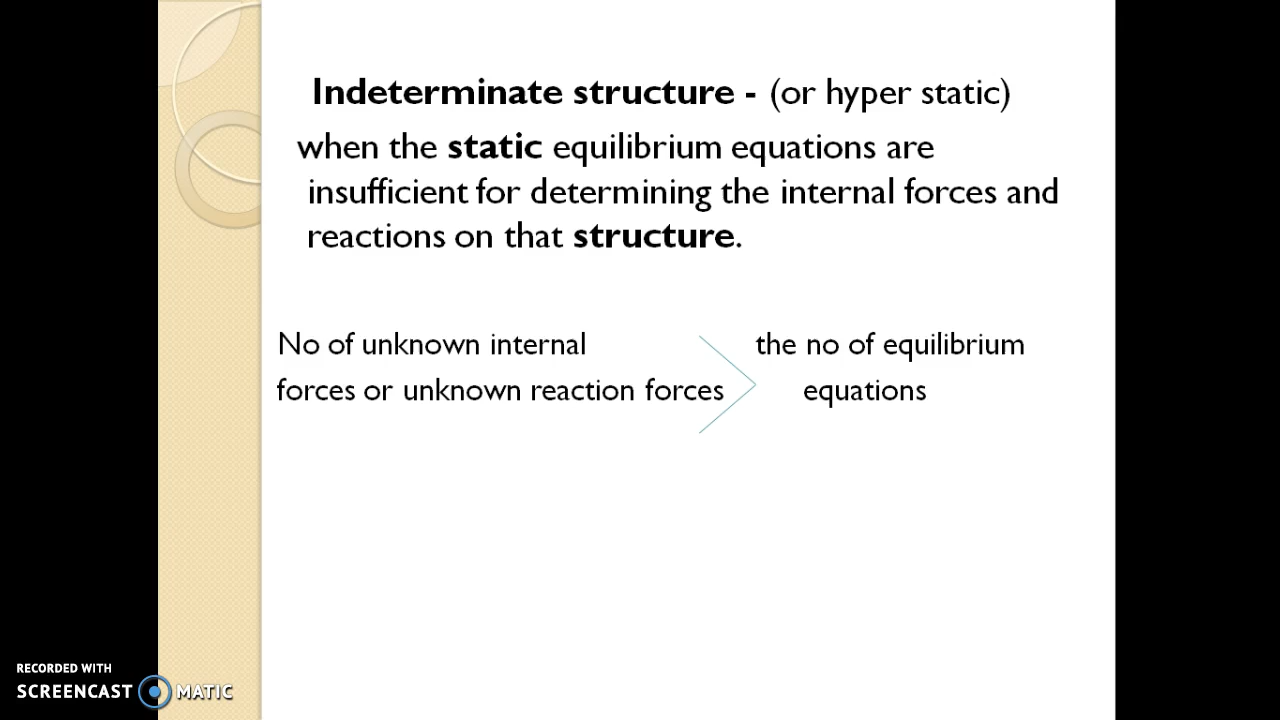 Indeterminate structure - (or hyper static)
when the static equilibrium equations are
insufficient for determining the internal forces and
reactions on that structure.
No of unknown internal the no of equilibrium
forces or unknown reaction forces equations
RECORDED WITH
SCREENCAST MATIC